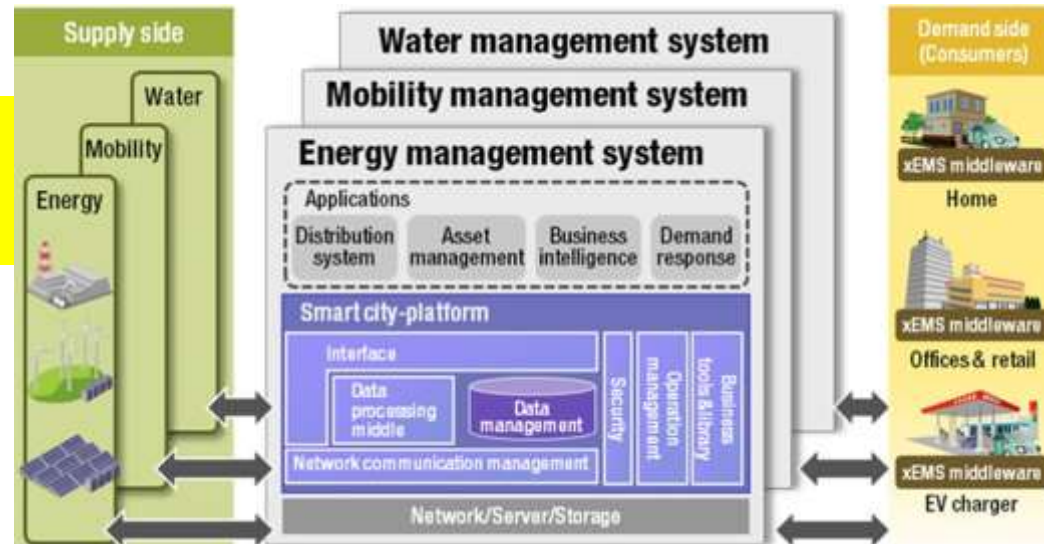 Supply side
Water
Mobility
Energy
Water management system
Mobility management system
Energy management system
Applications
Distribution
system
Asset
management
Business
intelligence
Demand
response
Smart city-platform
Interface
Data
processing
middle
Data
management
Network communication management
Security
Operation
management
Business
tools & library
Network/Server/Storage
Demand side
(Consumers)
xEMS middleware
Home
xEMS middleware
Offices & retail
xEMS middleware
EV charger